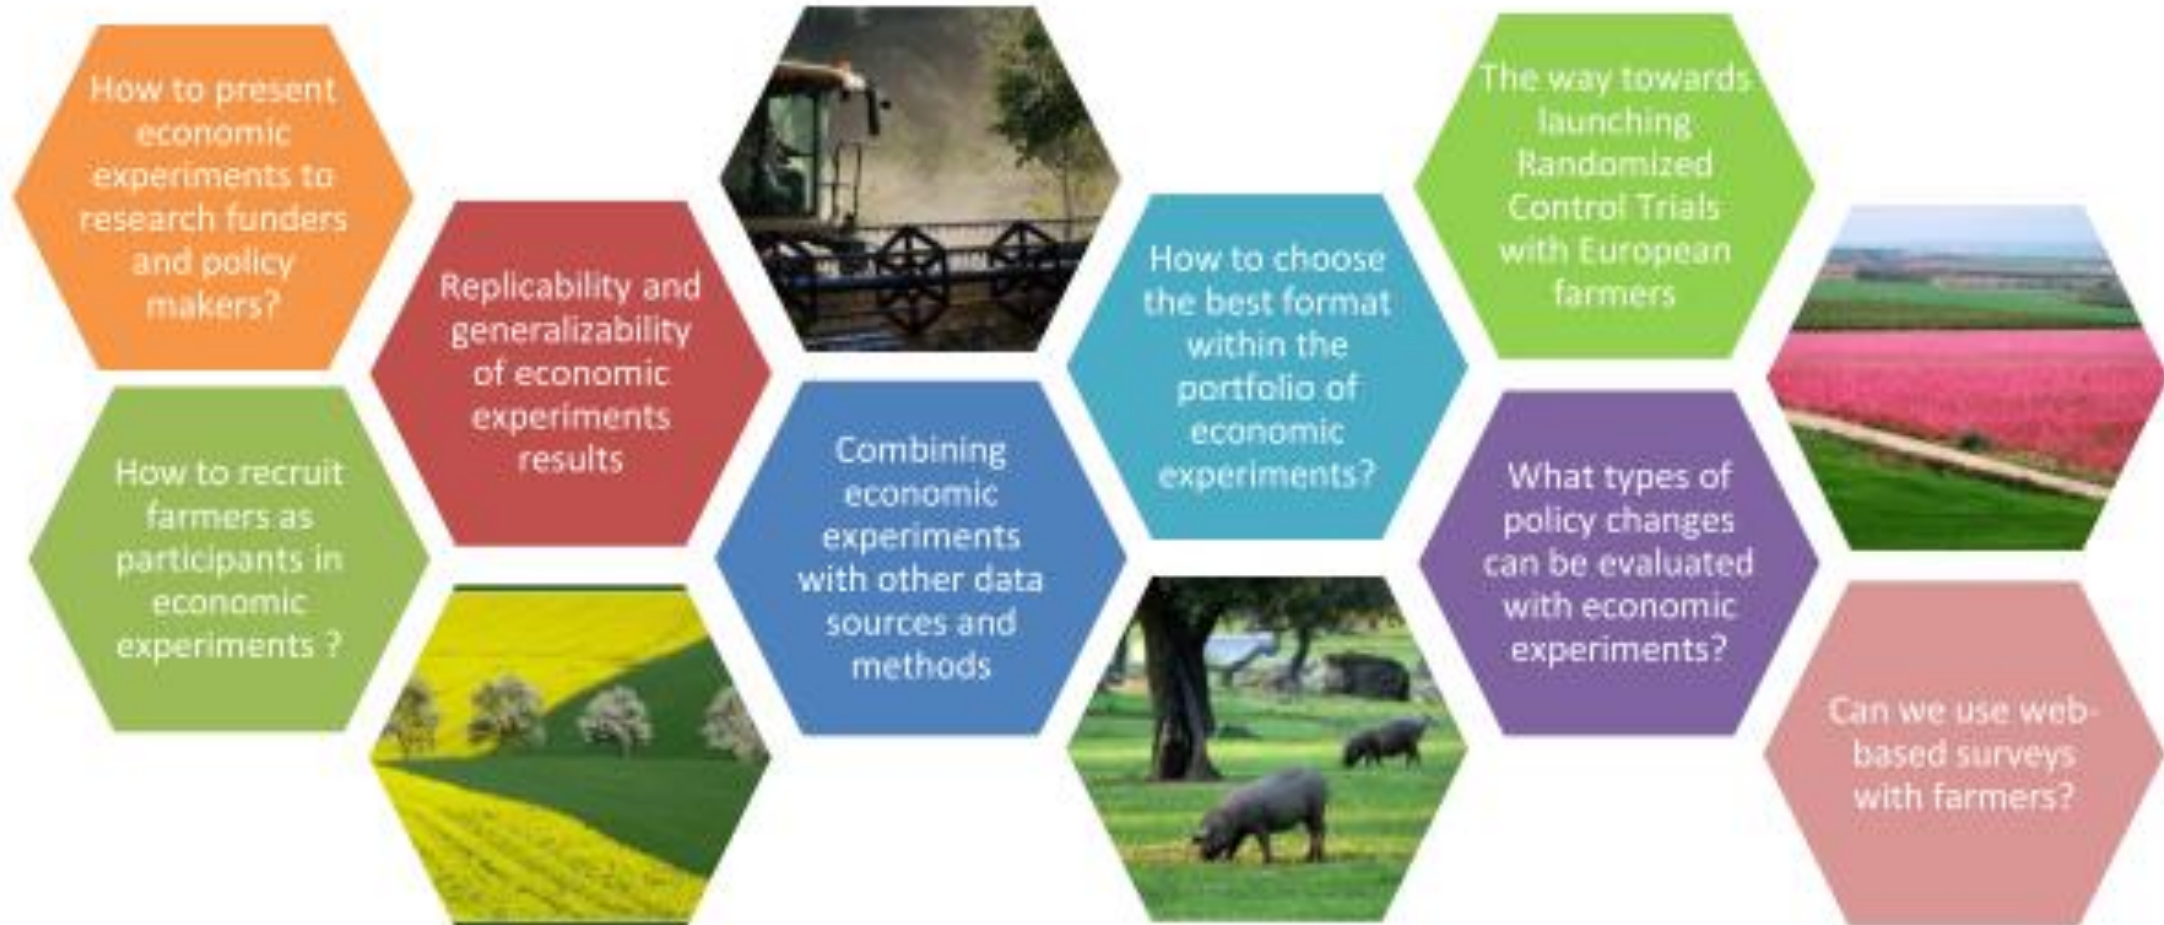 How to present
economic
experiments to
research funders
and policy
makers?
How to recruit
farmers as
participants in
economic
experiments ?
Replicability and
generalizability
of economic
experiments
results
Combining
economic
experiments
with other data
sources and
methods
How to choose
the best format
within the
portfolio of
economic
experiments?
The way towards
launching
Randomized
Control Trials
with European
farmers
What types of
policy changes
can be evaluated
with economic
experiments?
Can we use web-
based surveys
with farmers?